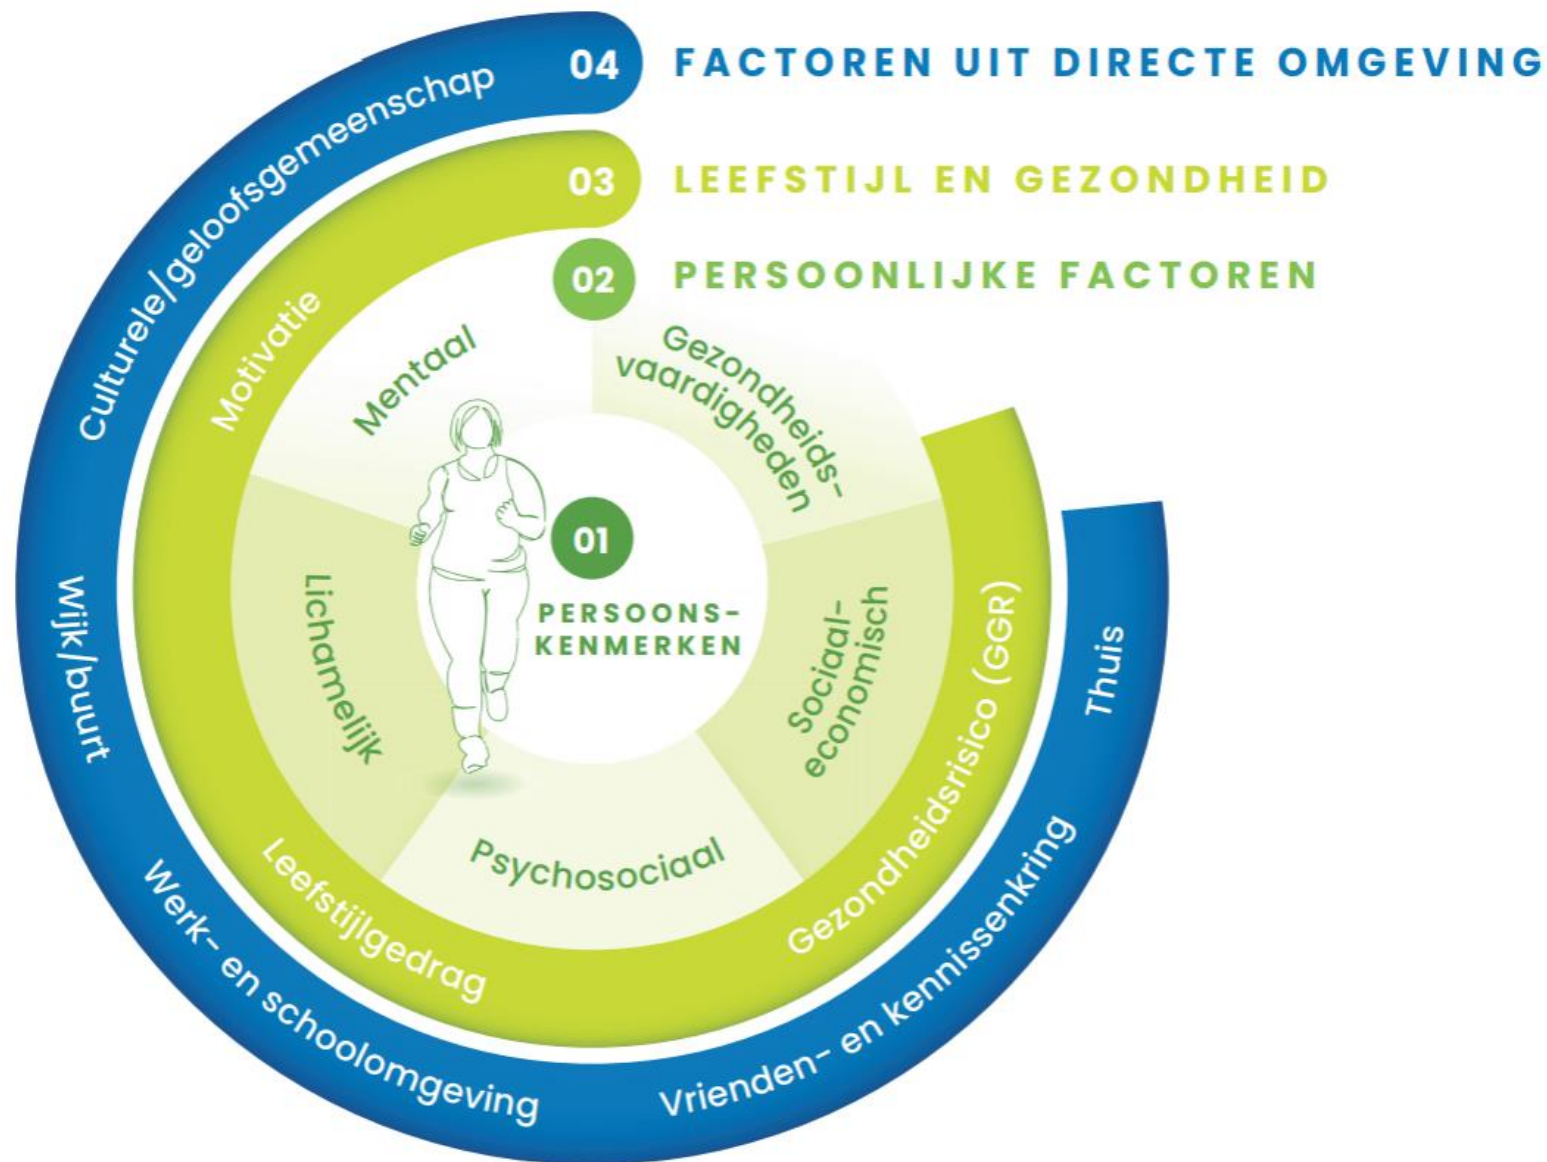 04 FACTOREN UIT DIRECTE OMGEVING
03 LEEFSTIJL EN GEZONDHEID
02 PERSOONLIJKE FACTOREN
01
PERSOONS-
KENMERKEN
Mentaal
Gezondheids-
vaardigheden
Sociaal-
economisch
Psychosociaal
Lichamelijk
Motivatie
Leefstijlgedrag
Gezondheidsrisico (GGR)
Culturele/geloofsgemeenschap
Wijk/buurt
Werk- en schoolomgeving
Vrienden- en kennissenkring
Thuis